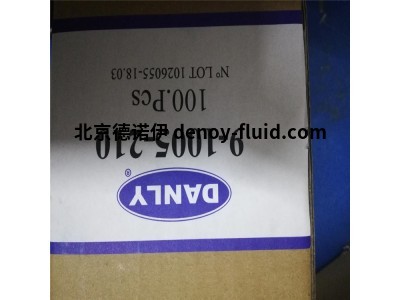 DANLY®
9-1005-210
100.Pcs
N° LOT 1026055-18.03
北京德诺伊 denoy-fluid.com